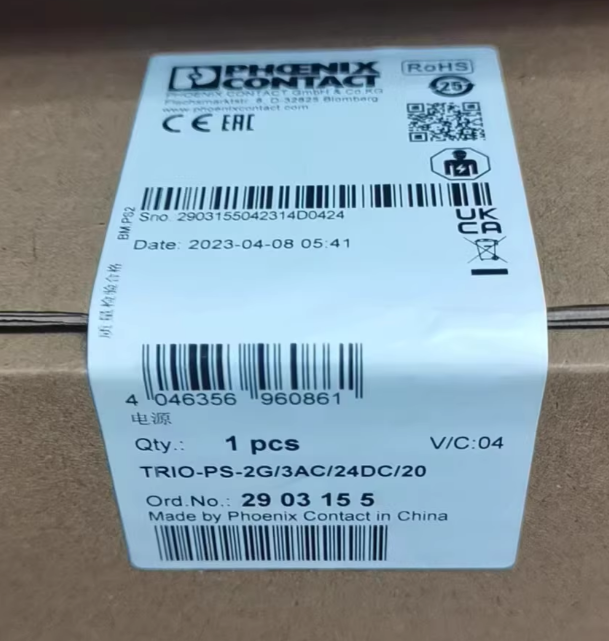 PHŒNIX
CONTACT
PHOENIX CONTACT GmbH & Co.KG
Flachsmarktstr. 8, D-32825 Blomberg
www.phoenixcontact.com
CE EAC
RoHS
25
UK
CA
BM.PS2
Sno. 2903155042314D0424
Date: 2023-04-08 05:41
质量检验合格
4 046356 960861
电源
Qty.: 1 pcs V/C:04
TRIO-PS-2G/3AC/24DC/20
Ord.No.: 29 03 15 5
Made by Phoenix Contact in China